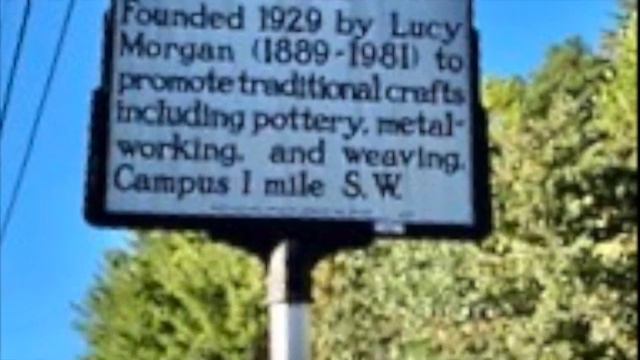 Founded 1929 by Lucy
Morgan (1889-1981) to
promote traditional crafts
including pottery, metal-
working, and weaving.
Campus 1 mile S.W.